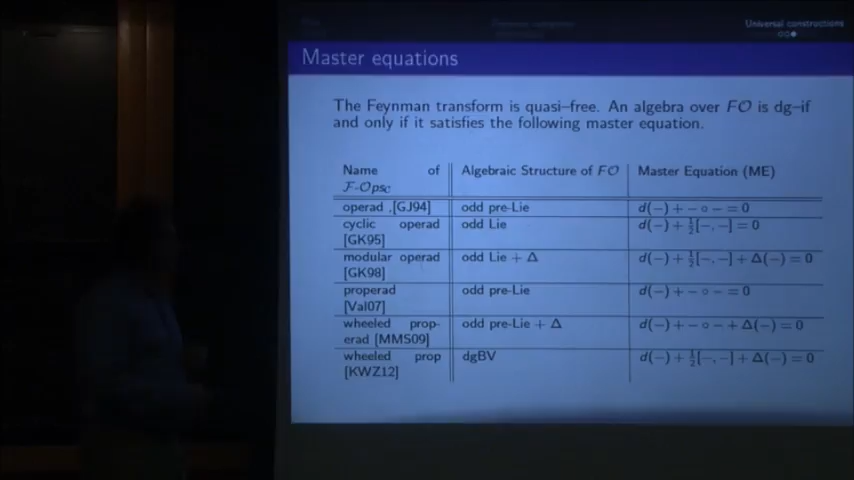 Universal constructions
Master equations
The Feynman transform is quasi–free. An algebra over F𝒪 is dg–if
and only if it satisfies the following master equation.
Name of Algebraic Structure of F𝒪 Master Equation (ME)
𝓕-𝒪ps𝒞
operad ,[GJ94] odd pre-Lie d(−) + − ∘ − = 0
cyclic operad odd Lie d(−) + ½[−, −] = 0
[GK95]
modular operad odd Lie + Δ d(−) + ½[−, −] + Δ(−) = 0
[GK98]
properad odd pre-Lie d(−) + − ∘ − = 0
[Val07]
wheeled prop- odd pre-Lie + Δ d(−) + − ∘ − + Δ(−) = 0
erad [MMS09]
wheeled prop dgBV d(−) + ½[−, −] + Δ(−) = 0
[KWZ12]